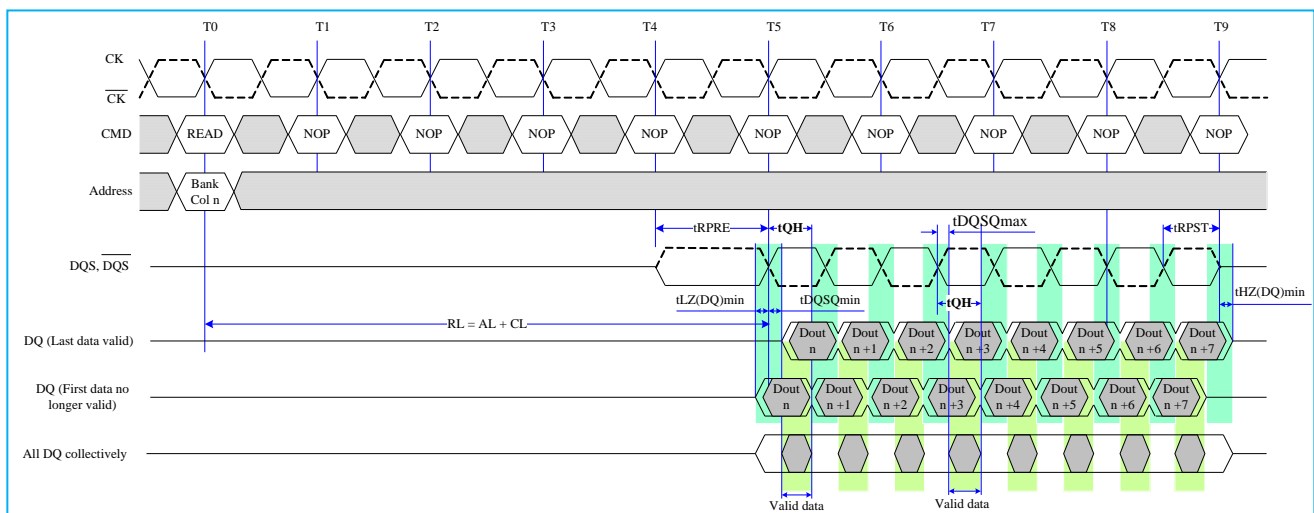 T0 T1 T2 T3 T4 T5 T6 T7 T8 T9
CK
CK
CMD READ NOP NOP NOP NOP NOP NOP NOP NOP NOP
Address Bank
Col n
tRPRE tQH tDQSQmax tRPST
DQS, DQS
tLZ(DQ)min tDQSQmin tQH tHZ(DQ)min
RL = AL + CL
DQ (Last data valid) Dout Dout Dout Dout Dout Dout Dout Dout
n n +1 n +2 n +3 n +4 n +5 n +6 n +7
DQ (First data no Dout Dout Dout Dout Dout Dout Dout Dout
longer valid) n n +1 n +2 n +3 n +4 n +5 n +6 n +7
All DQ collectively
Valid data Valid data